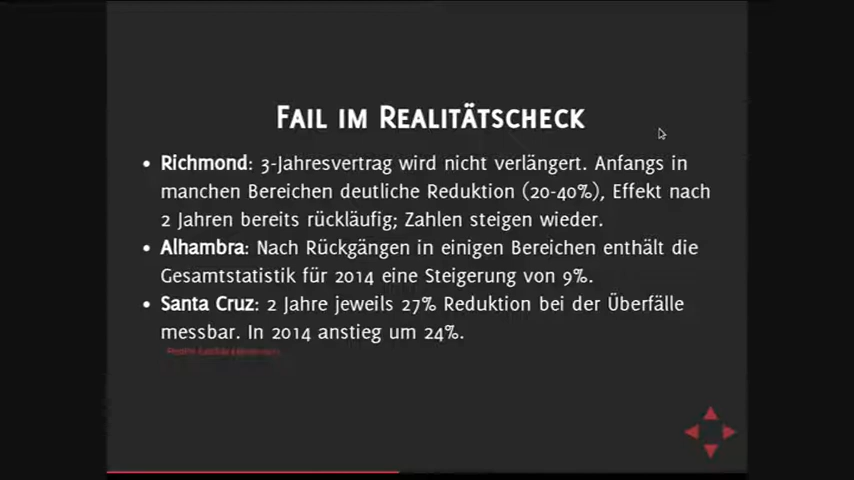 Fail im Realitätscheck
• Richmond: 3-Jahresvertrag wird nicht verlängert. Anfangs in
manchen Bereichen deutliche Reduktion (20-40%), Effekt nach
2 Jahren bereits rückläufig; Zahlen steigen wieder.
• Alhambra: Nach Rückgängen in einigen Bereichen enthält die
Gesamtstatistik für 2014 eine Steigerung von 9%.
• Santa Cruz: 2 Jahre jeweils 27% Reduktion bei der Überfälle
messbar. In 2014 anstieg um 24%.